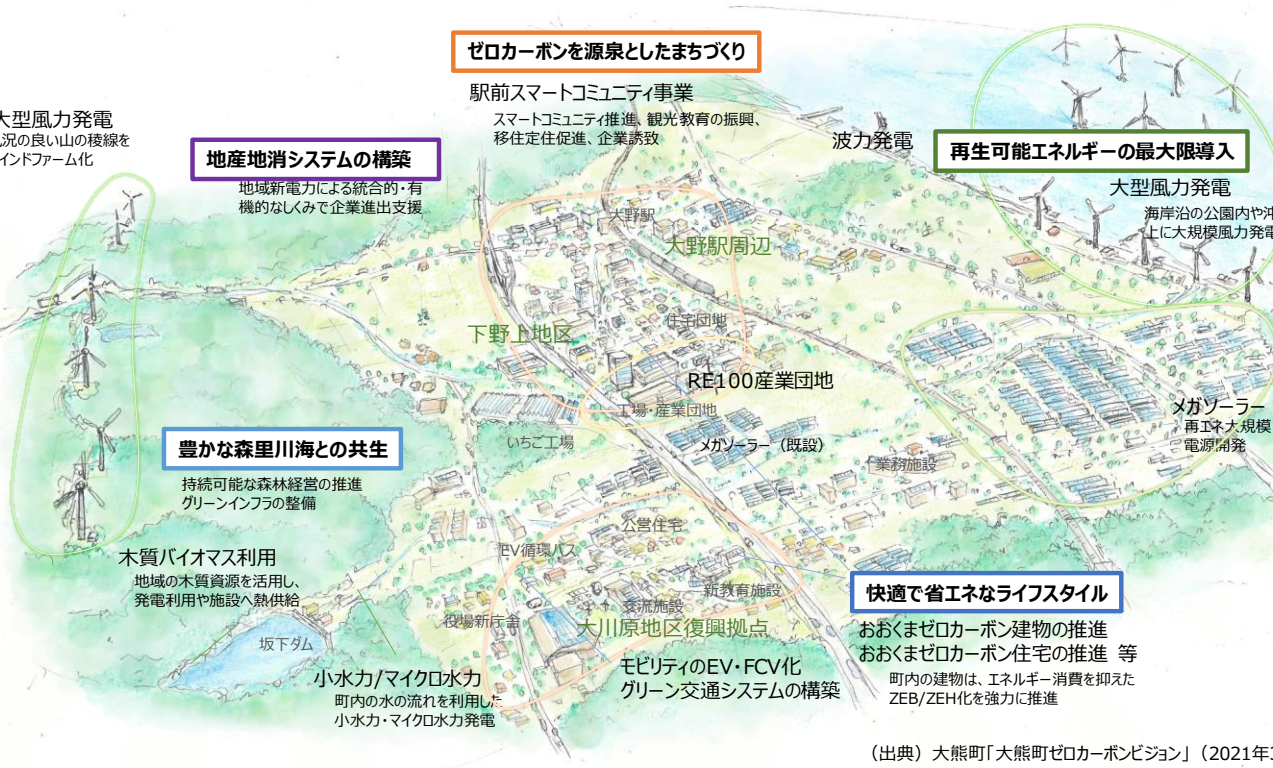 ゼロカーボンを源泉としたまちづくり
駅前スマートコミュニティ事業
スマートコミュニティ推進、観光教育の振興、
移住定住促進、企業誘致
大型風力発電
況の良い山の稜線を
インドファーム化
地産地消システムの構築
地域新電力による統合的・有
機的なしくみで企業進出支援
波力発電
再生可能エネルギーの最大限導入
大型風力発電
海岸沿の公園内や沖
上に大規模風力発電
大野駅
大野駅周辺
下野上地区
住宅団地
RE100産業団地
工場・産業団地
いちご工場
メガソーラー（既設）
業務施設
メガソーラー
再エネ大規模
電源開発
豊かな森里川海との共生
持続可能な森林経営の推進
グリーンインフラの整備
木質バイオマス利用
地域の木質資源を活用し、
発電利用や施設へ熱供給
坂下ダム
小水力/マイクロ水力
町内の水の流れを利用した
小水力・マイクロ水力発電
公営住宅
EV循環バス
新教育施設
交流施設
役場新庁舎
大川原地区復興拠点
モビリティのEV・FCV化
グリーン交通システムの構築
快適で省エネなライフスタイル
おおくまゼロカーボン建物の推進
おおくまゼロカーボン住宅の推進 等
町内の建物は、エネルギー消費を抑えた
ZEB/ZEH化を強力に推進
（出典）大熊町「大熊町ゼロカーボンビジョン」（2021年